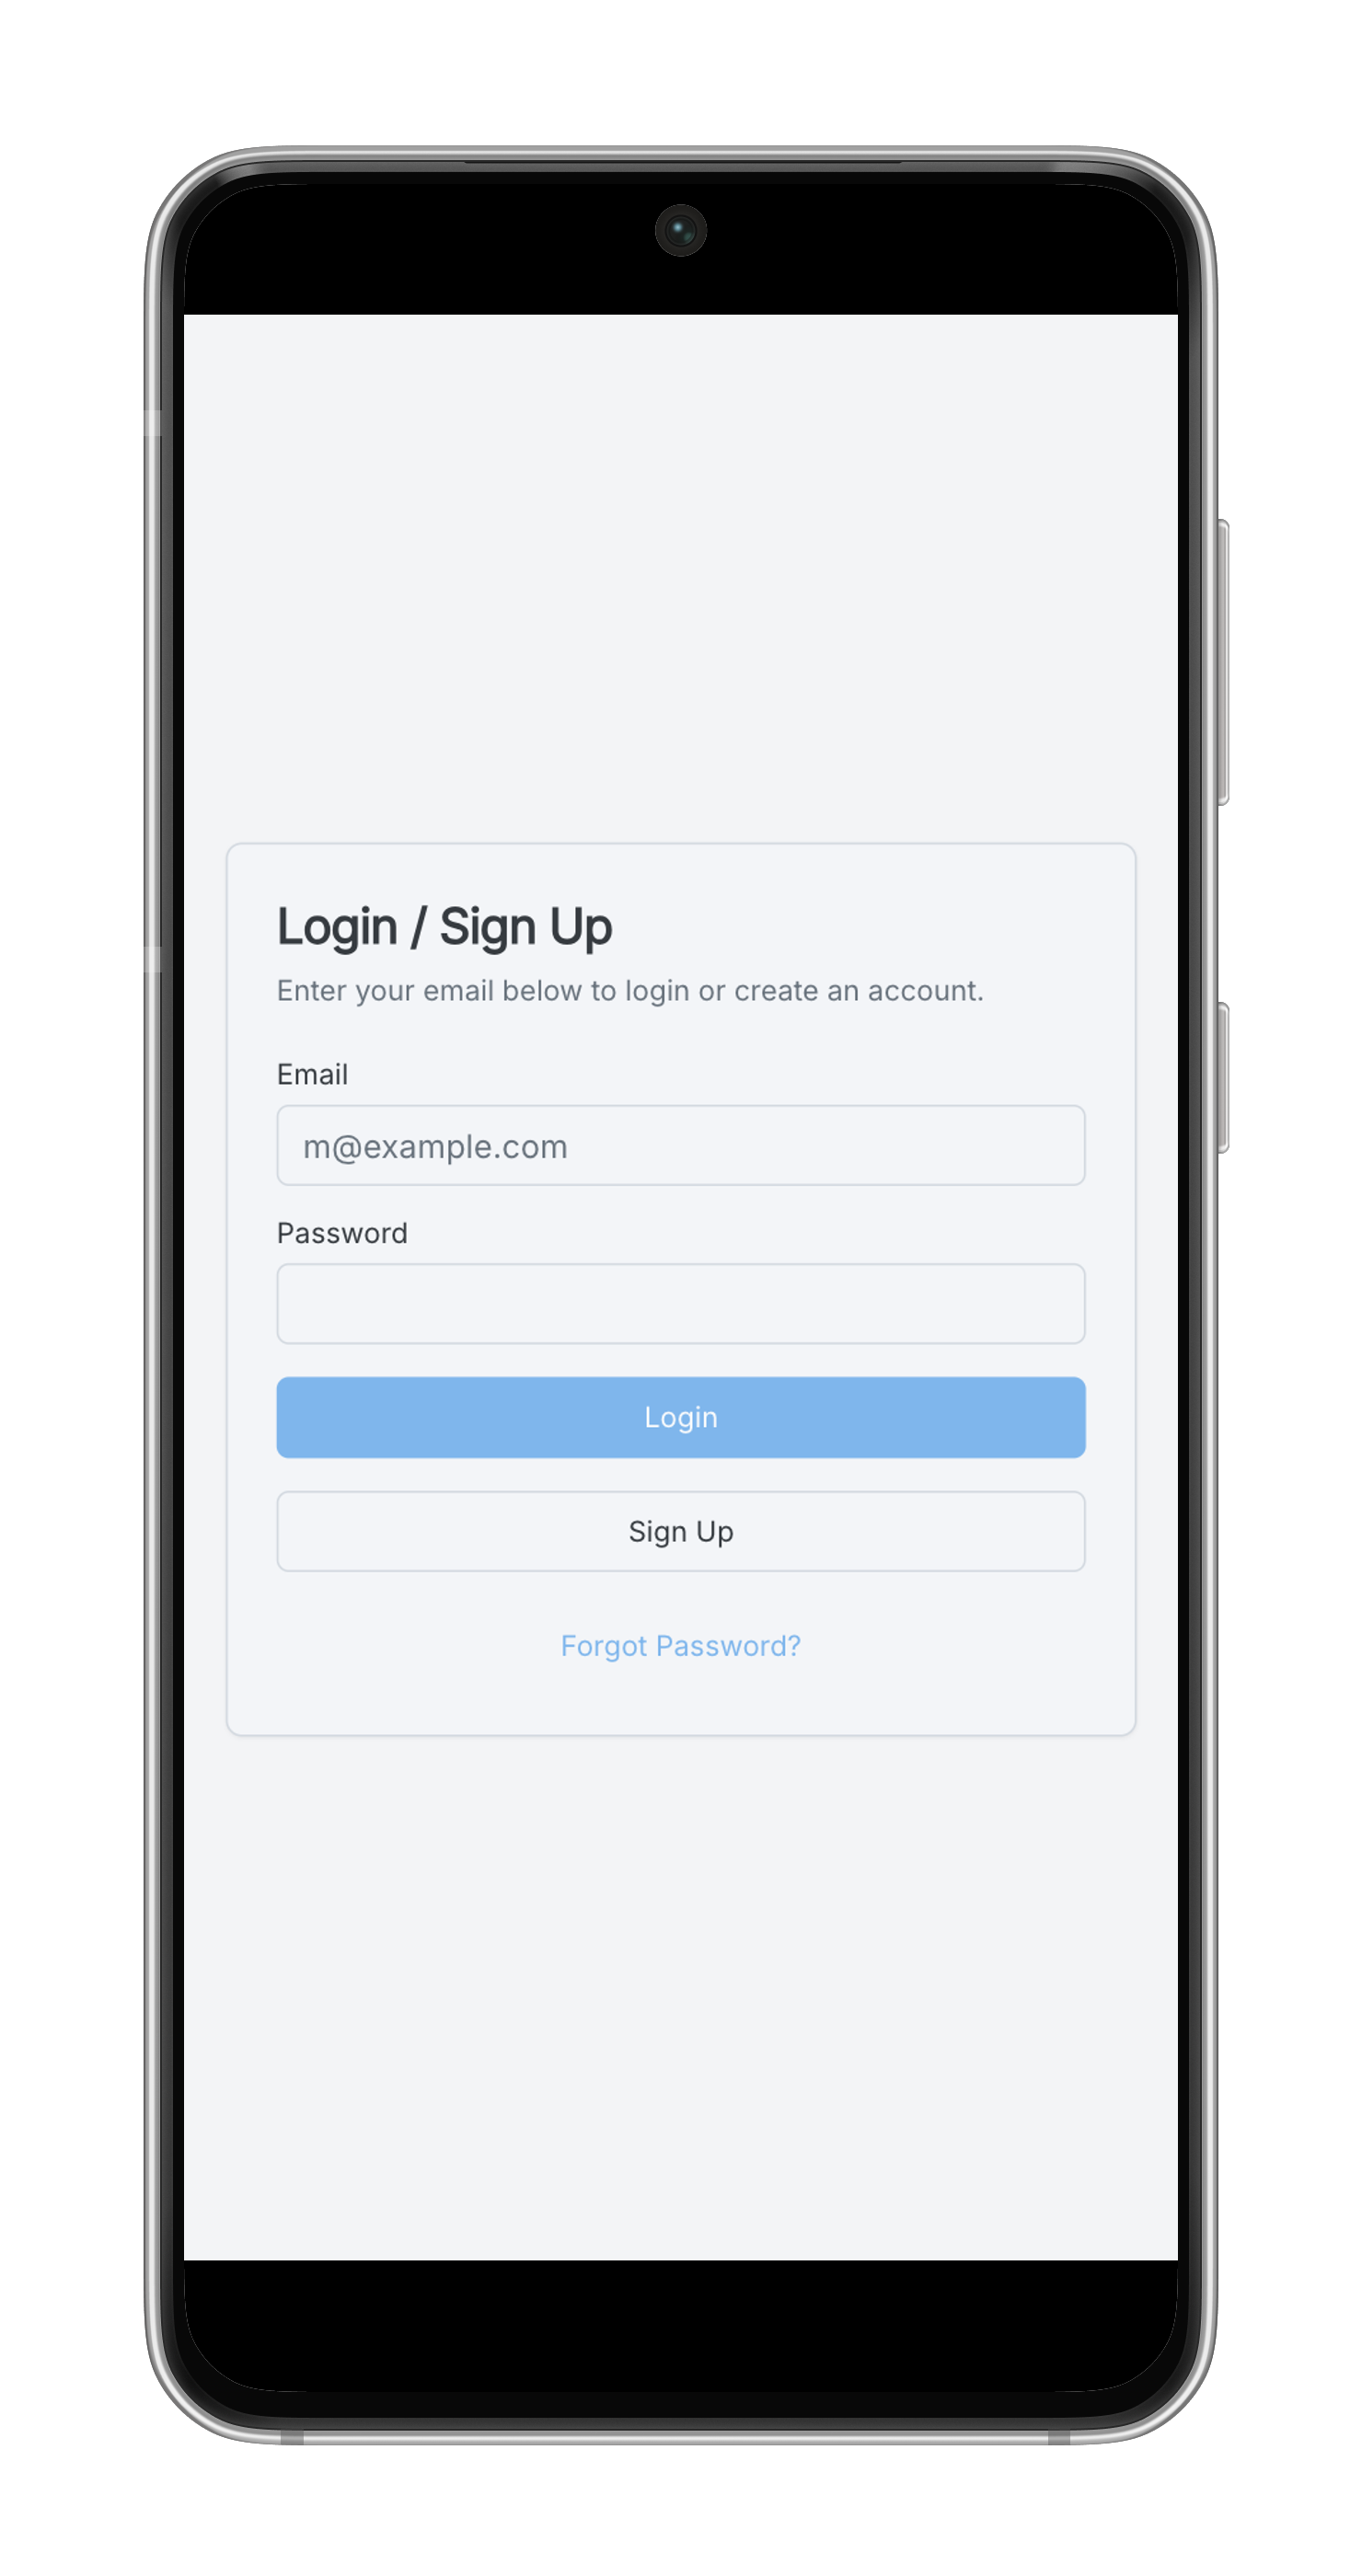 Login / Sign Up
Enter your email below to login or create an account.
Email
m@example.com
Password
Login
Sign Up
Forgot Password?